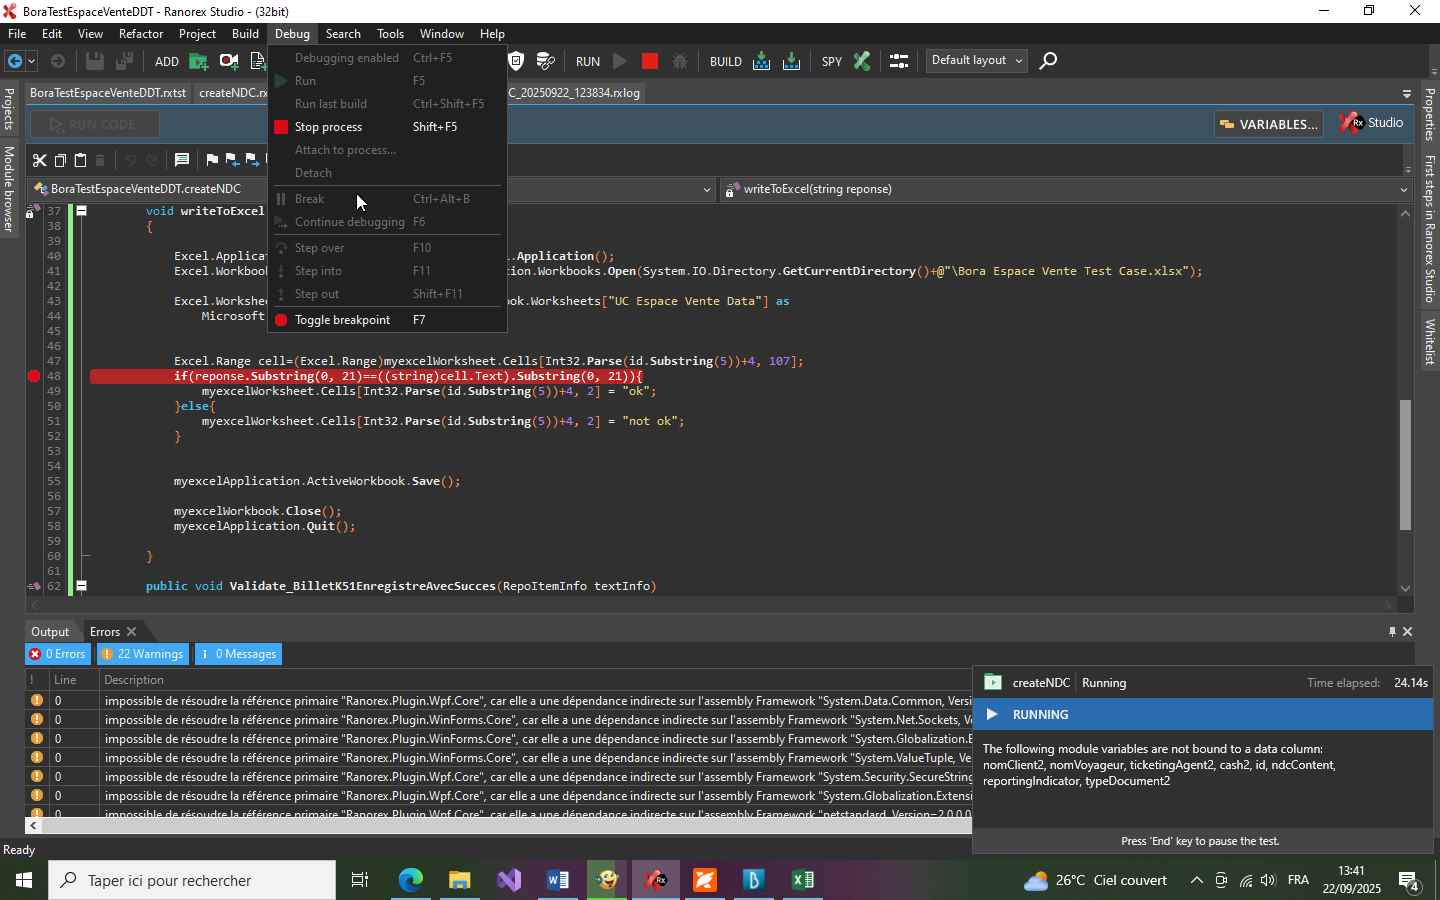 BoraTestEspaceVenteDDT - Ranorex Studio - (32bit)
File Edit View Refactor Project Build Debug Search Tools Window Help
ADD RUN BUILD SPY Default layout
Debugging enabled Ctrl+F5
Run F5
Run last build Ctrl+Shift+F5
Stop process Shift+F5
Attach to process...
Detach
Break Ctrl+Alt+B
Continue debugging F6
Step over F10
Step into F11
Step out Shift+F11
Toggle breakpoint F7
Projects
Module browser
Properties
First steps in Ranorex Studio
Whitelist
BoraTestEspaceVenteDDT.rxtst createNDC.rx C_20250922_123834.rxlog
RUN CODE VARIABLES... Rx Studio
BoraTestEspaceVenteDDT.createNDC writeToExcel(string reponse)
37 void writeToExcel
38 {
39
40 Excel.Applicat .Application();
41 Excel.Workbook ion.Workbooks.Open(System.IO.Directory.GetCurrentDirectory()+@"\Bora Espace Vente Test Case.xlsx");
42
43 Excel.Workshee ok.Worksheets["UC Espace Vente Data"] as
44 Microsoft
45
46
47 Excel.Range cell=(Excel.Range)myexcelWorksheet.Cells[Int32.Parse(id.Substring(5))+4, 107];
48 if(reponse.Substring(0, 21)==((string)cell.Text).Substring(0, 21)){
49 myexcelWorksheet.Cells[Int32.Parse(id.Substring(5))+4, 2] = "ok";
50 }else{
51 myexcelWorksheet.Cells[Int32.Parse(id.Substring(5))+4, 2] = "not ok";
52 }
53
54
55 myexcelApplication.ActiveWorkbook.Save();
56
57 myexcelWorkbook.Close();
58 myexcelApplication.Quit();
59
60 }
61
62 public void Validate_BilletK51EnregistreAvecSucces(RepoItemInfo textInfo)
Output Errors
0 Errors 22 Warnings 0 Messages
! Line Description
0 impossible de résoudre la référence primaire "Ranorex.Plugin.Wpf.Core", car elle a une dépendance indirecte sur l'assembly Framework "System.Data.Common, Versi
0 impossible de résoudre la référence primaire "Ranorex.Plugin.WinForms.Core", car elle a une dépendance indirecte sur l'assembly Framework "System.Net.Sockets, Ve
0 impossible de résoudre la référence primaire "Ranorex.Plugin.WinForms.Core", car elle a une dépendance indirecte sur l'assembly Framework "System.Globalization.E
0 impossible de résoudre la référence primaire "Ranorex.Plugin.WinForms.Core", car elle a une dépendance indirecte sur l'assembly Framework "System.ValueTuple, Ve
0 impossible de résoudre la référence primaire "Ranorex.Plugin.Wpf.Core", car elle a une dépendance indirecte sur l'assembly Framework "System.Security.SecureString
0 impossible de résoudre la référence primaire "Ranorex.Plugin.Wpf.Core", car elle a une dépendance indirecte sur l'assembly Framework "System.Globalization.Extensi
0 impossible de résoudre la référence primaire "Ranorex.Plugin.Wpf.Core", car elle a une dépendance indirecte sur l'assembly Framework "netstandard, Version=2.0.0.0
createNDC Running Time elapsed: 24.14s
RUNNING
The following module variables are not bound to a data column:
nomClient2, nomVoyageur, ticketingAgent2, cash2, id, ndcContent,
reportingIndicator, typeDocument2
Press 'End' key to pause the test.
Ready
Taper ici pour rechercher
26°C Ciel couvert FRA 13:41
22/09/2025
4